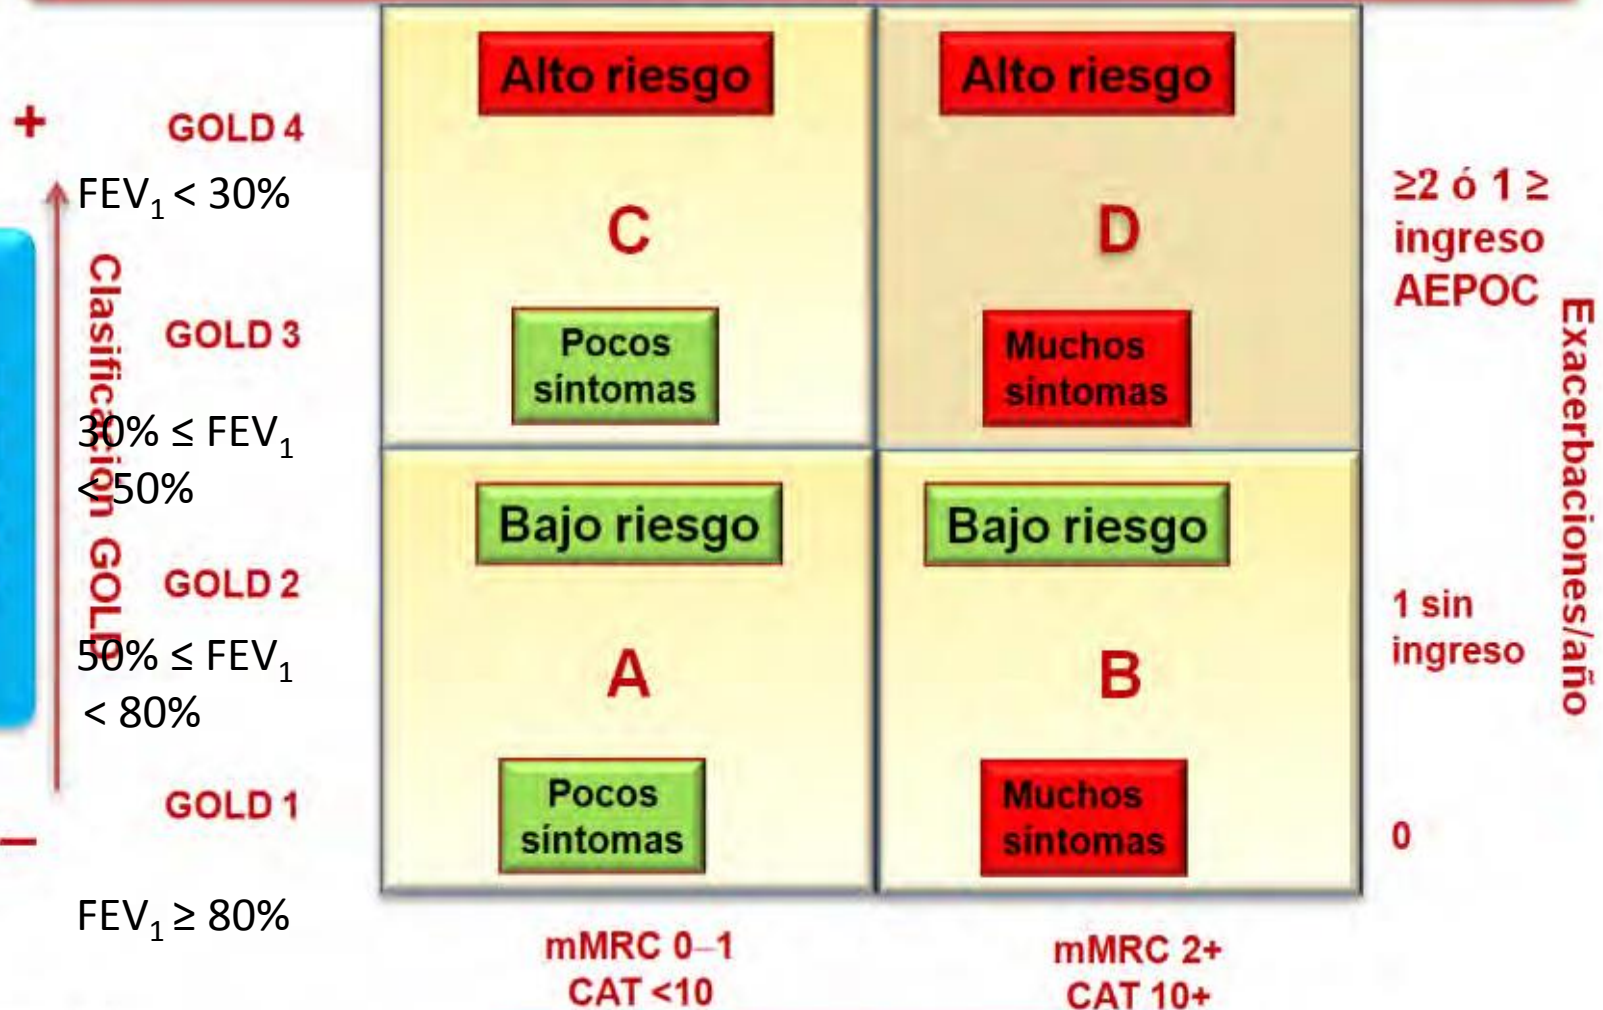 +
GOLD 4
FEV1 < 30%
Clasificación GOLD
GOLD 3
30% ≤ FEV1
< 50%
GOLD 2
50% ≤ FEV1
< 80%
GOLD 1
–
FEV1 ≥ 80%
Alto riesgo
C
Pocos
síntomas
Alto riesgo
D
Muchos
síntomas
Bajo riesgo
A
Pocos
síntomas
Bajo riesgo
B
Muchos
síntomas
≥2 ó 1 ≥
ingreso
AEPOC
1 sin
ingreso
0
Exacerbaciones/año
mMRC 0–1
CAT <10
mMRC 2+
CAT 10+